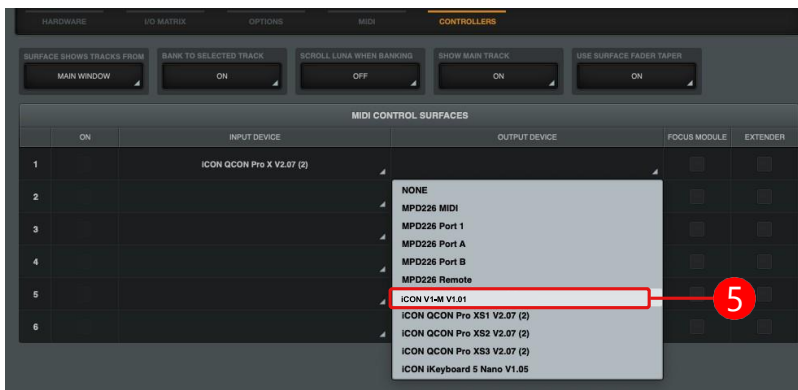 HARDWARE I/O MATRIX OPTIONS MIDI CONTROLLERS
SURFACE SHOWS TRACKS FROM BANK TO SELECTED TRACK SCROLL LUNA WHEN BANKING SHOW MAIN TRACK USE SURFACE FADER TAPER
MAIN WINDOW ON OFF ON ON
MIDI CONTROL SURFACES
ON INPUT DEVICE OUTPUT DEVICE FOCUS MODULE EXTENDER
1 iCON QCON Pro X V2.07 (2)
NONE
2
MPD226 MIDI
MPD226 Port 1
3
MPD226 Port A
MPD226 Port B
4
MPD226 Remote
5 iCON V1-M V1.01 5
iCON QCON Pro XS1 V2.07 (2)
6 iCON QCON Pro XS2 V2.07 (2)
iCON QCON Pro XS3 V2.07 (2)
iCON iKeyboard 5 Nano V1.05